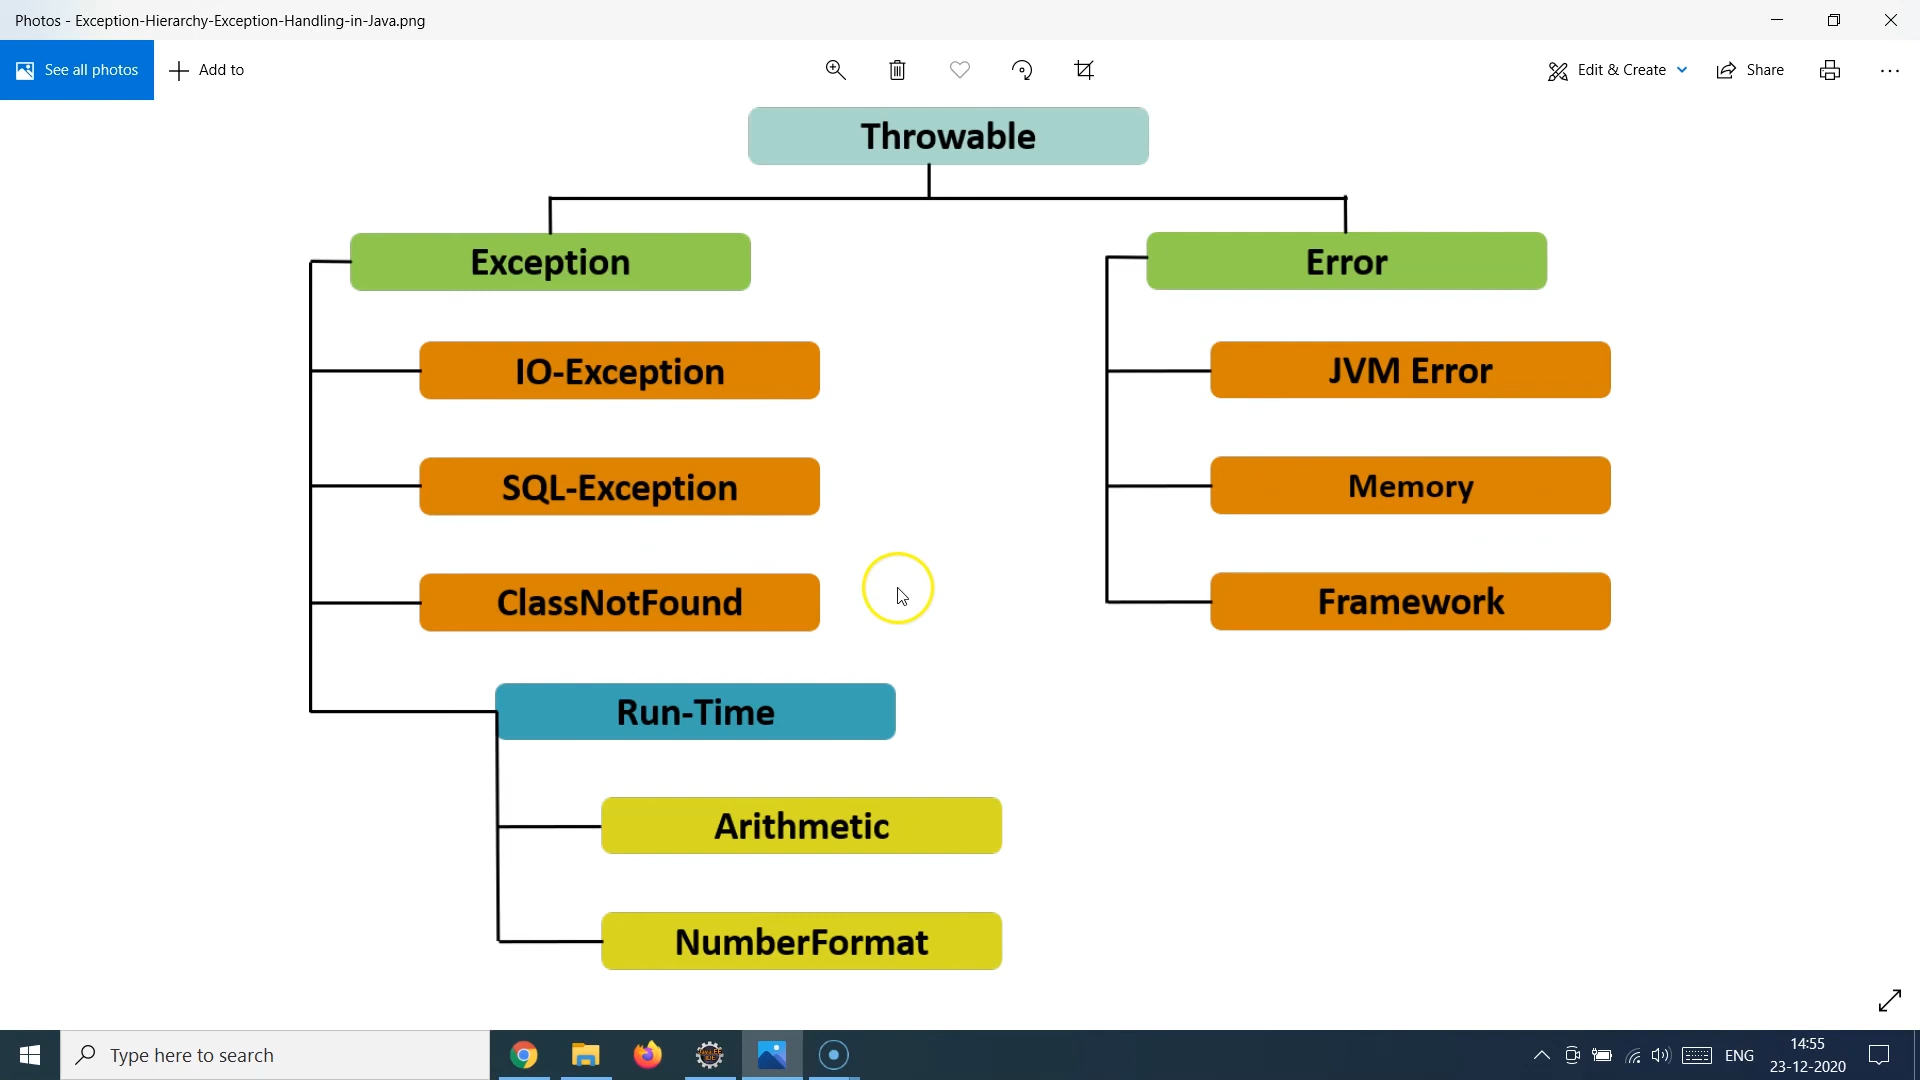 Photos - Exception-Hierarchy-Exception-Handling-in-Java.png
See all photos
Add to
Edit & Create
Share
Throwable
Exception
Error
IO-Exception
JVM Error
SQL-Exception
Memory
ClassNotFound
Framework
Run-Time
Arithmetic
NumberFormat
Type here to search
ENG
14:55
23-12-2020